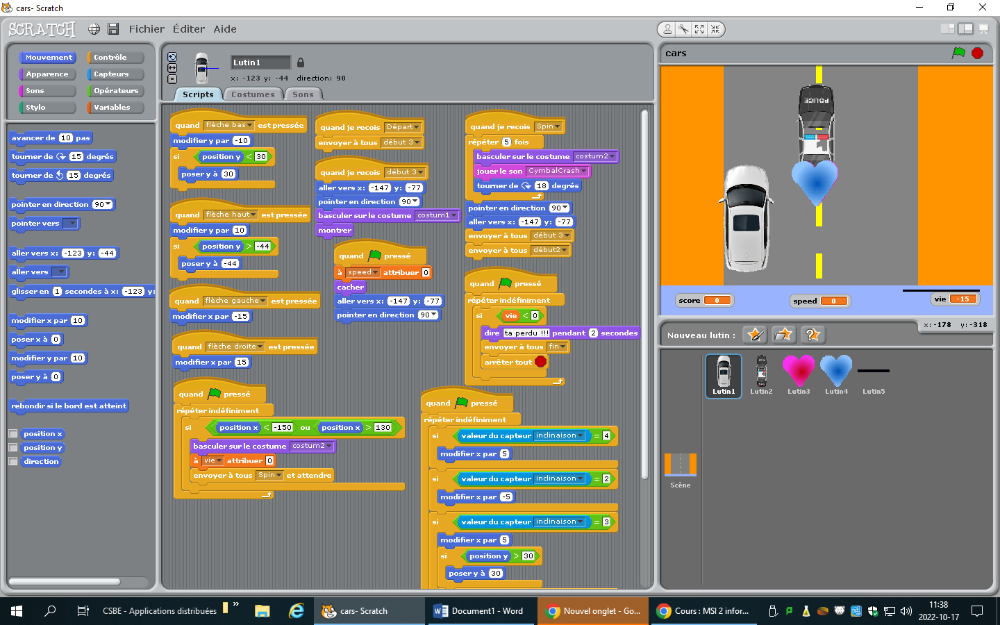 cars- Scratch
SCRATCH Fichier Éditer Aide
Mouvement Contrôle
Apparence Capteurs
Sons Opérateurs
Stylo Variables
avancer de 10 pas
tourner de 15 degrés
tourner de 15 degrés
pointer en direction 90
pointer vers
aller vers x: -123 y: -44
aller vers
glisser en 1 secondes à x: -123 y:
modifier x par 10
poser x à 0
modifier y par 10
poser y à 0
rebondir si le bord est atteint
position x
position y
direction
Lutin1
x: -123 y: -44 direction: 90
Scripts Costumes Sons
quand flèche bas est pressée
modifier y par -10
si position y < 30
poser y à 30
quand flèche haut est pressée
modifier y par 10
si position y > -44
poser y à -44
quand flèche gauche est pressée
modifier x par -15
quand flèche droite est pressée
modifier x par 15
quand pressé
répéter indéfiniment
si position x < -150 ou position x > 130
basculer sur le costume costum2
à vie attribuer 0
envoyer à tous Spin et attendre
quand je reçois Départ
envoyer à tous début 3
quand je reçois début 3
aller vers x: -147 y: -77
pointer en direction 90
basculer sur le costume costum1
montrer
quand pressé
à speed attribuer 0
cacher
aller vers x: -147 y: -77
pointer en direction 90
quand je reçois Spin
répéter 5 fois
basculer sur le costume costum2
jouer le son CymbalCrash
tourner de 18 degrés
pointer en direction 90
aller vers x: -147 y: -77
envoyer à tous début 3
envoyer à tous début2
quand pressé
répéter indéfiniment
si vie < 0
dire ta perdu !!! pendant 2 secondes
envoyer à tous fin
arrêter tout
quand pressé
répéter indéfiniment
si valeur du capteur inclinaison = 4
modifier x par 5
si valeur du capteur inclinaison = 2
modifier x par -5
si valeur du capteur inclinaison = 3
modifier x par 5
si position y > 30
poser y à 30
cars
POLICE
score 0
speed 0
vie -15
x: -178 y: -318
Nouveau lutin :
Lutin1 Lutin2 Lutin3 Lutin4 Lutin5
Scène
CSBE - Applications distribuées »
cars- Scratch
Document1 - Word
Nouvel onglet - Go...
Cours : MSI 2 infor...
11:38
2022-10-17